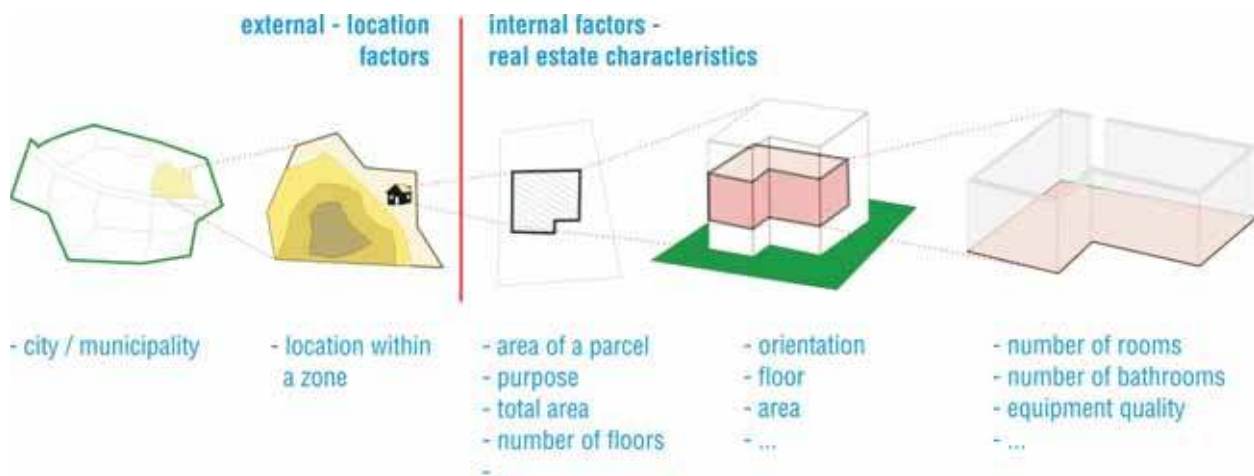 external - location
factors
internal factors -
real estate characteristics
- city / municipality
- location within
a zone
- area of a parcel
- purpose
- total area
- number of floors
-
- orientation
- floor
- area
- ...
- number of rooms
- number of bathrooms
- equipment quality
- ...